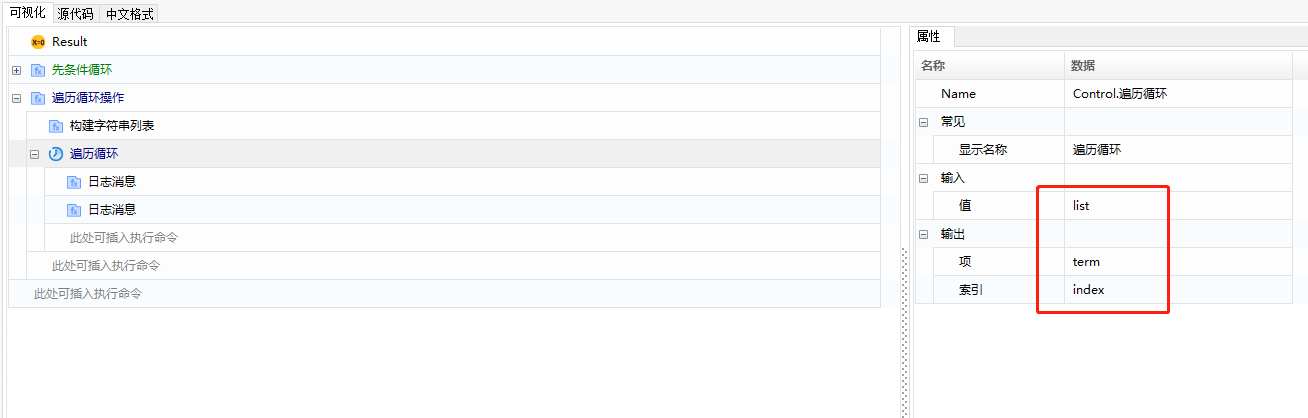 可视化 源代码 中文格式
X=0 Result
fx 先条件循环
fx 遍历循环操作
fx 构建字符串列表
遍历循环
fx 日志消息
fx 日志消息
此处可插入执行命令
此处可插入执行命令
此处可插入执行命令
属性
名称 数据
Name Control.遍历循环
常见
显示名称 遍历循环
输入
值 list
输出
项 term
索引 index